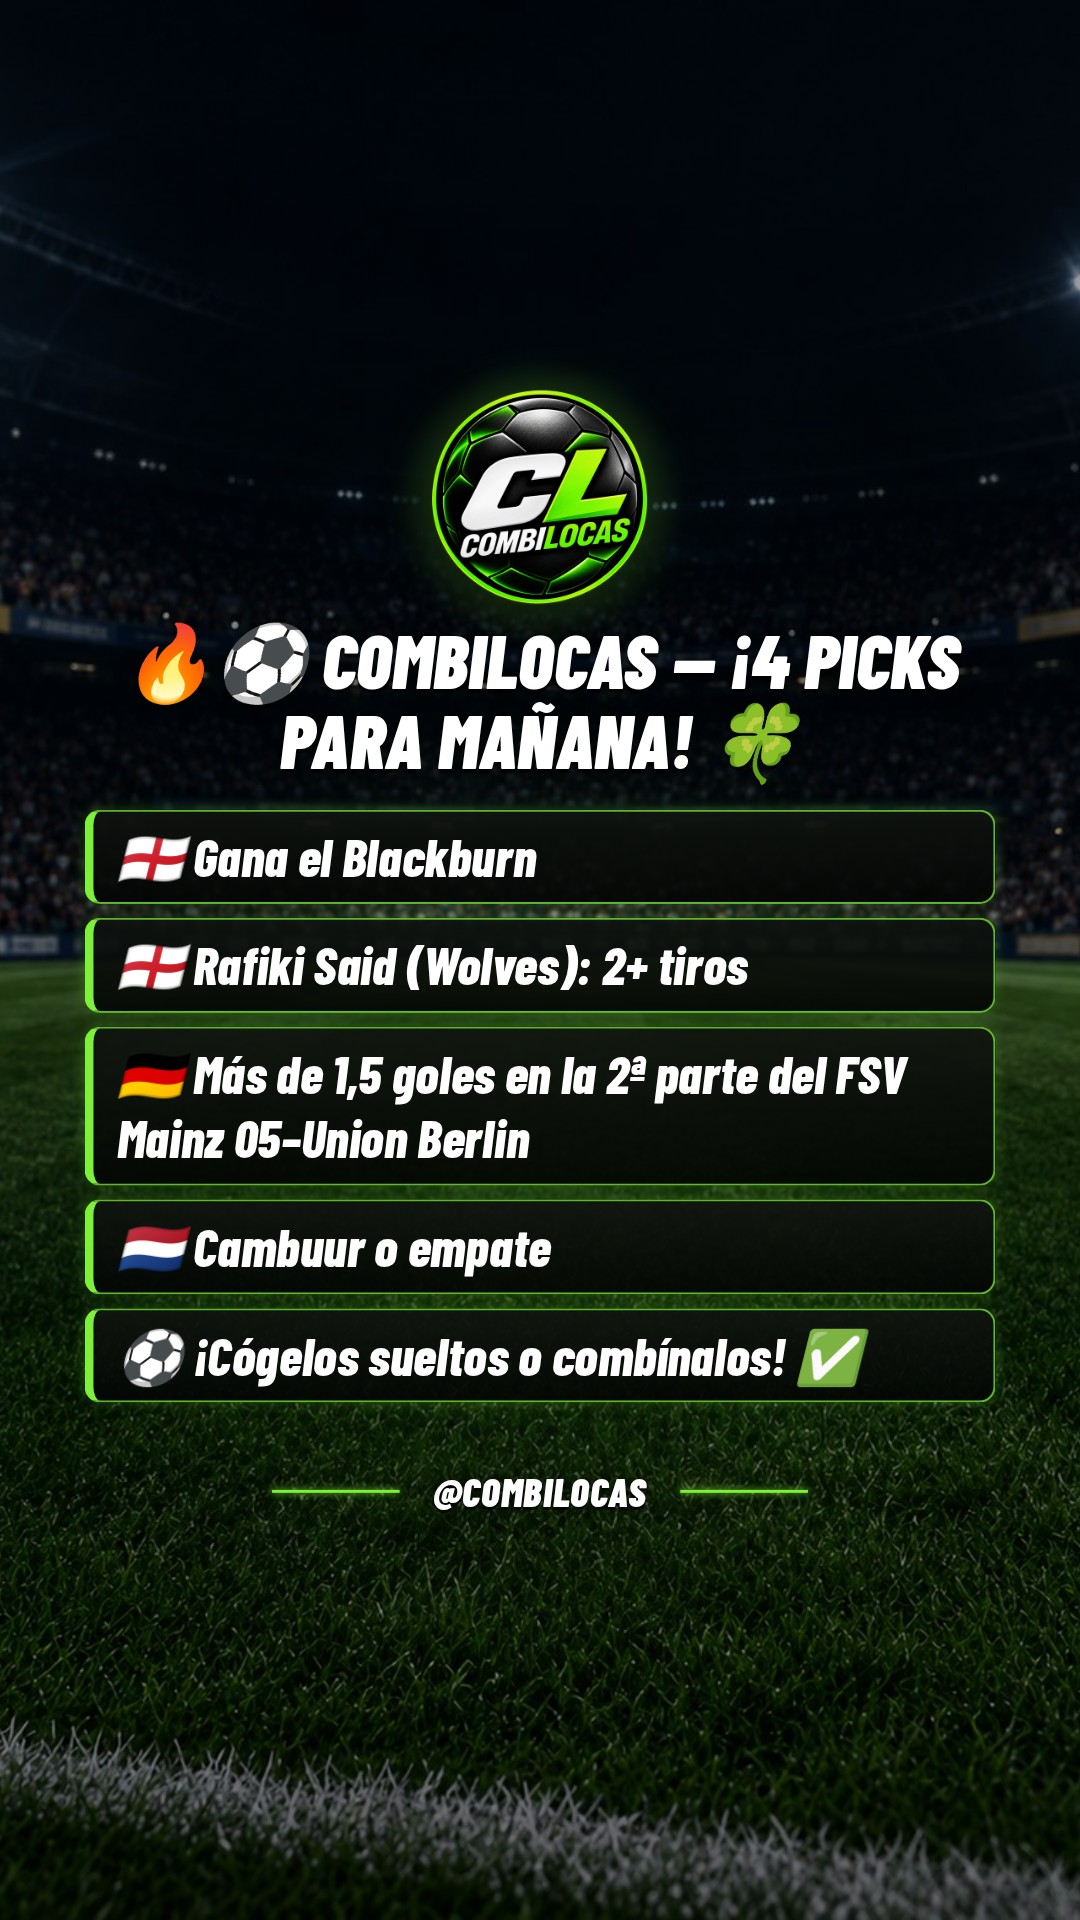 CL
COMBILOCAS
🔥⚽ COMBILOCAS – ¡4 PICKS
PARA MAÑANA! 🍀
🏴󠁧󠁢󠁥󠁮󠁧󠁿 Gana el Blackburn
🏴󠁧󠁢󠁥󠁮󠁧󠁿 Rafiki Said (Wolves): 2+ tiros
🇩🇪 Más de 1,5 goles en la 2ª parte del FSV
Mainz 05–Union Berlin
🇳🇱 Cambuur o empate
⚽ ¡Cógelos sueltos o combínalos! ✅
@COMBILOCAS